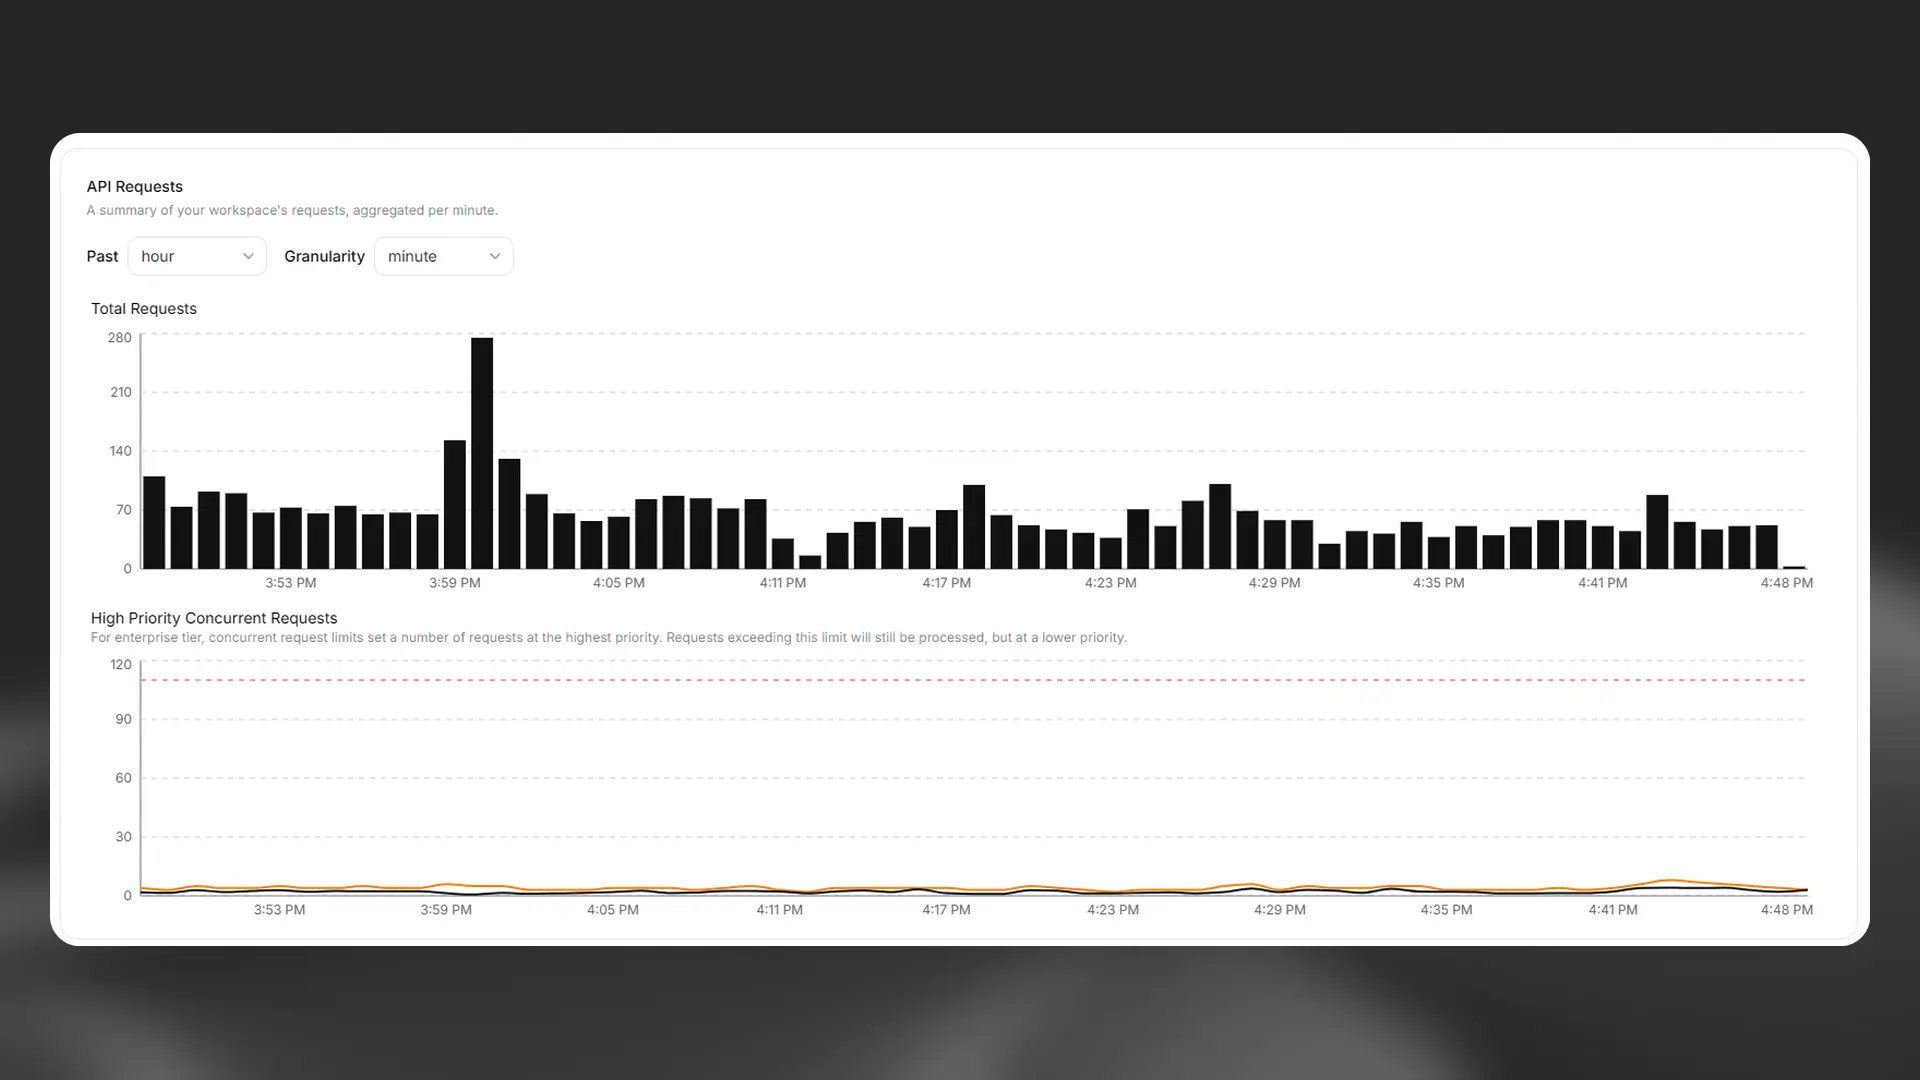 API Requests
A summary of your workspace's requests, aggregated per minute.
Past hour Granularity minute
Total Requests
280
210
140
70
0
3:53 PM 3:59 PM 4:05 PM 4:11 PM 4:17 PM 4:23 PM 4:29 PM 4:35 PM 4:41 PM 4:48 PM
High Priority Concurrent Requests
For enterprise tier, concurrent request limits set a number of requests at the highest priority. Requests exceeding this limit will still be processed, but at a lower priority.
120
90
60
30
0
3:53 PM 3:59 PM 4:05 PM 4:11 PM 4:17 PM 4:23 PM 4:29 PM 4:35 PM 4:41 PM 4:48 PM